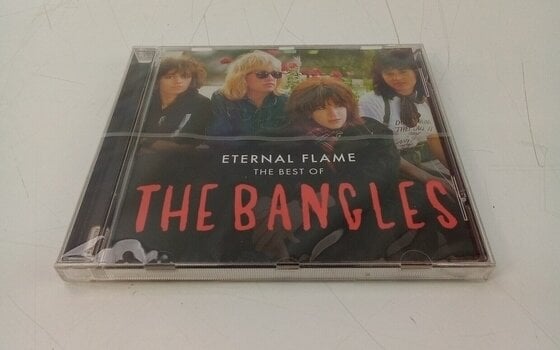 ETERNAL FLAME
THE BEST OF
THE BANGLES